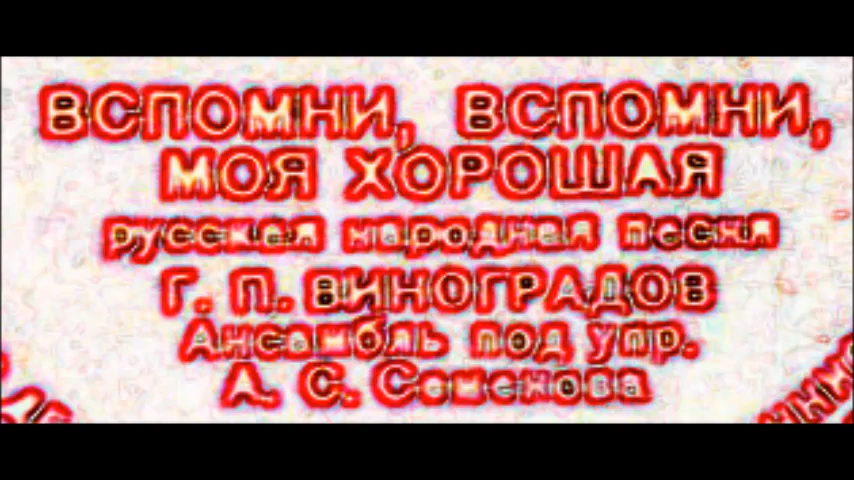 ВСПОМНИ, ВСПОМНИ,
МОЯ ХОРОШАЯ
русская народная песня
Г. П. ВИНОГРАДОВ
Ансамбль под упр.
А. С. Семенова